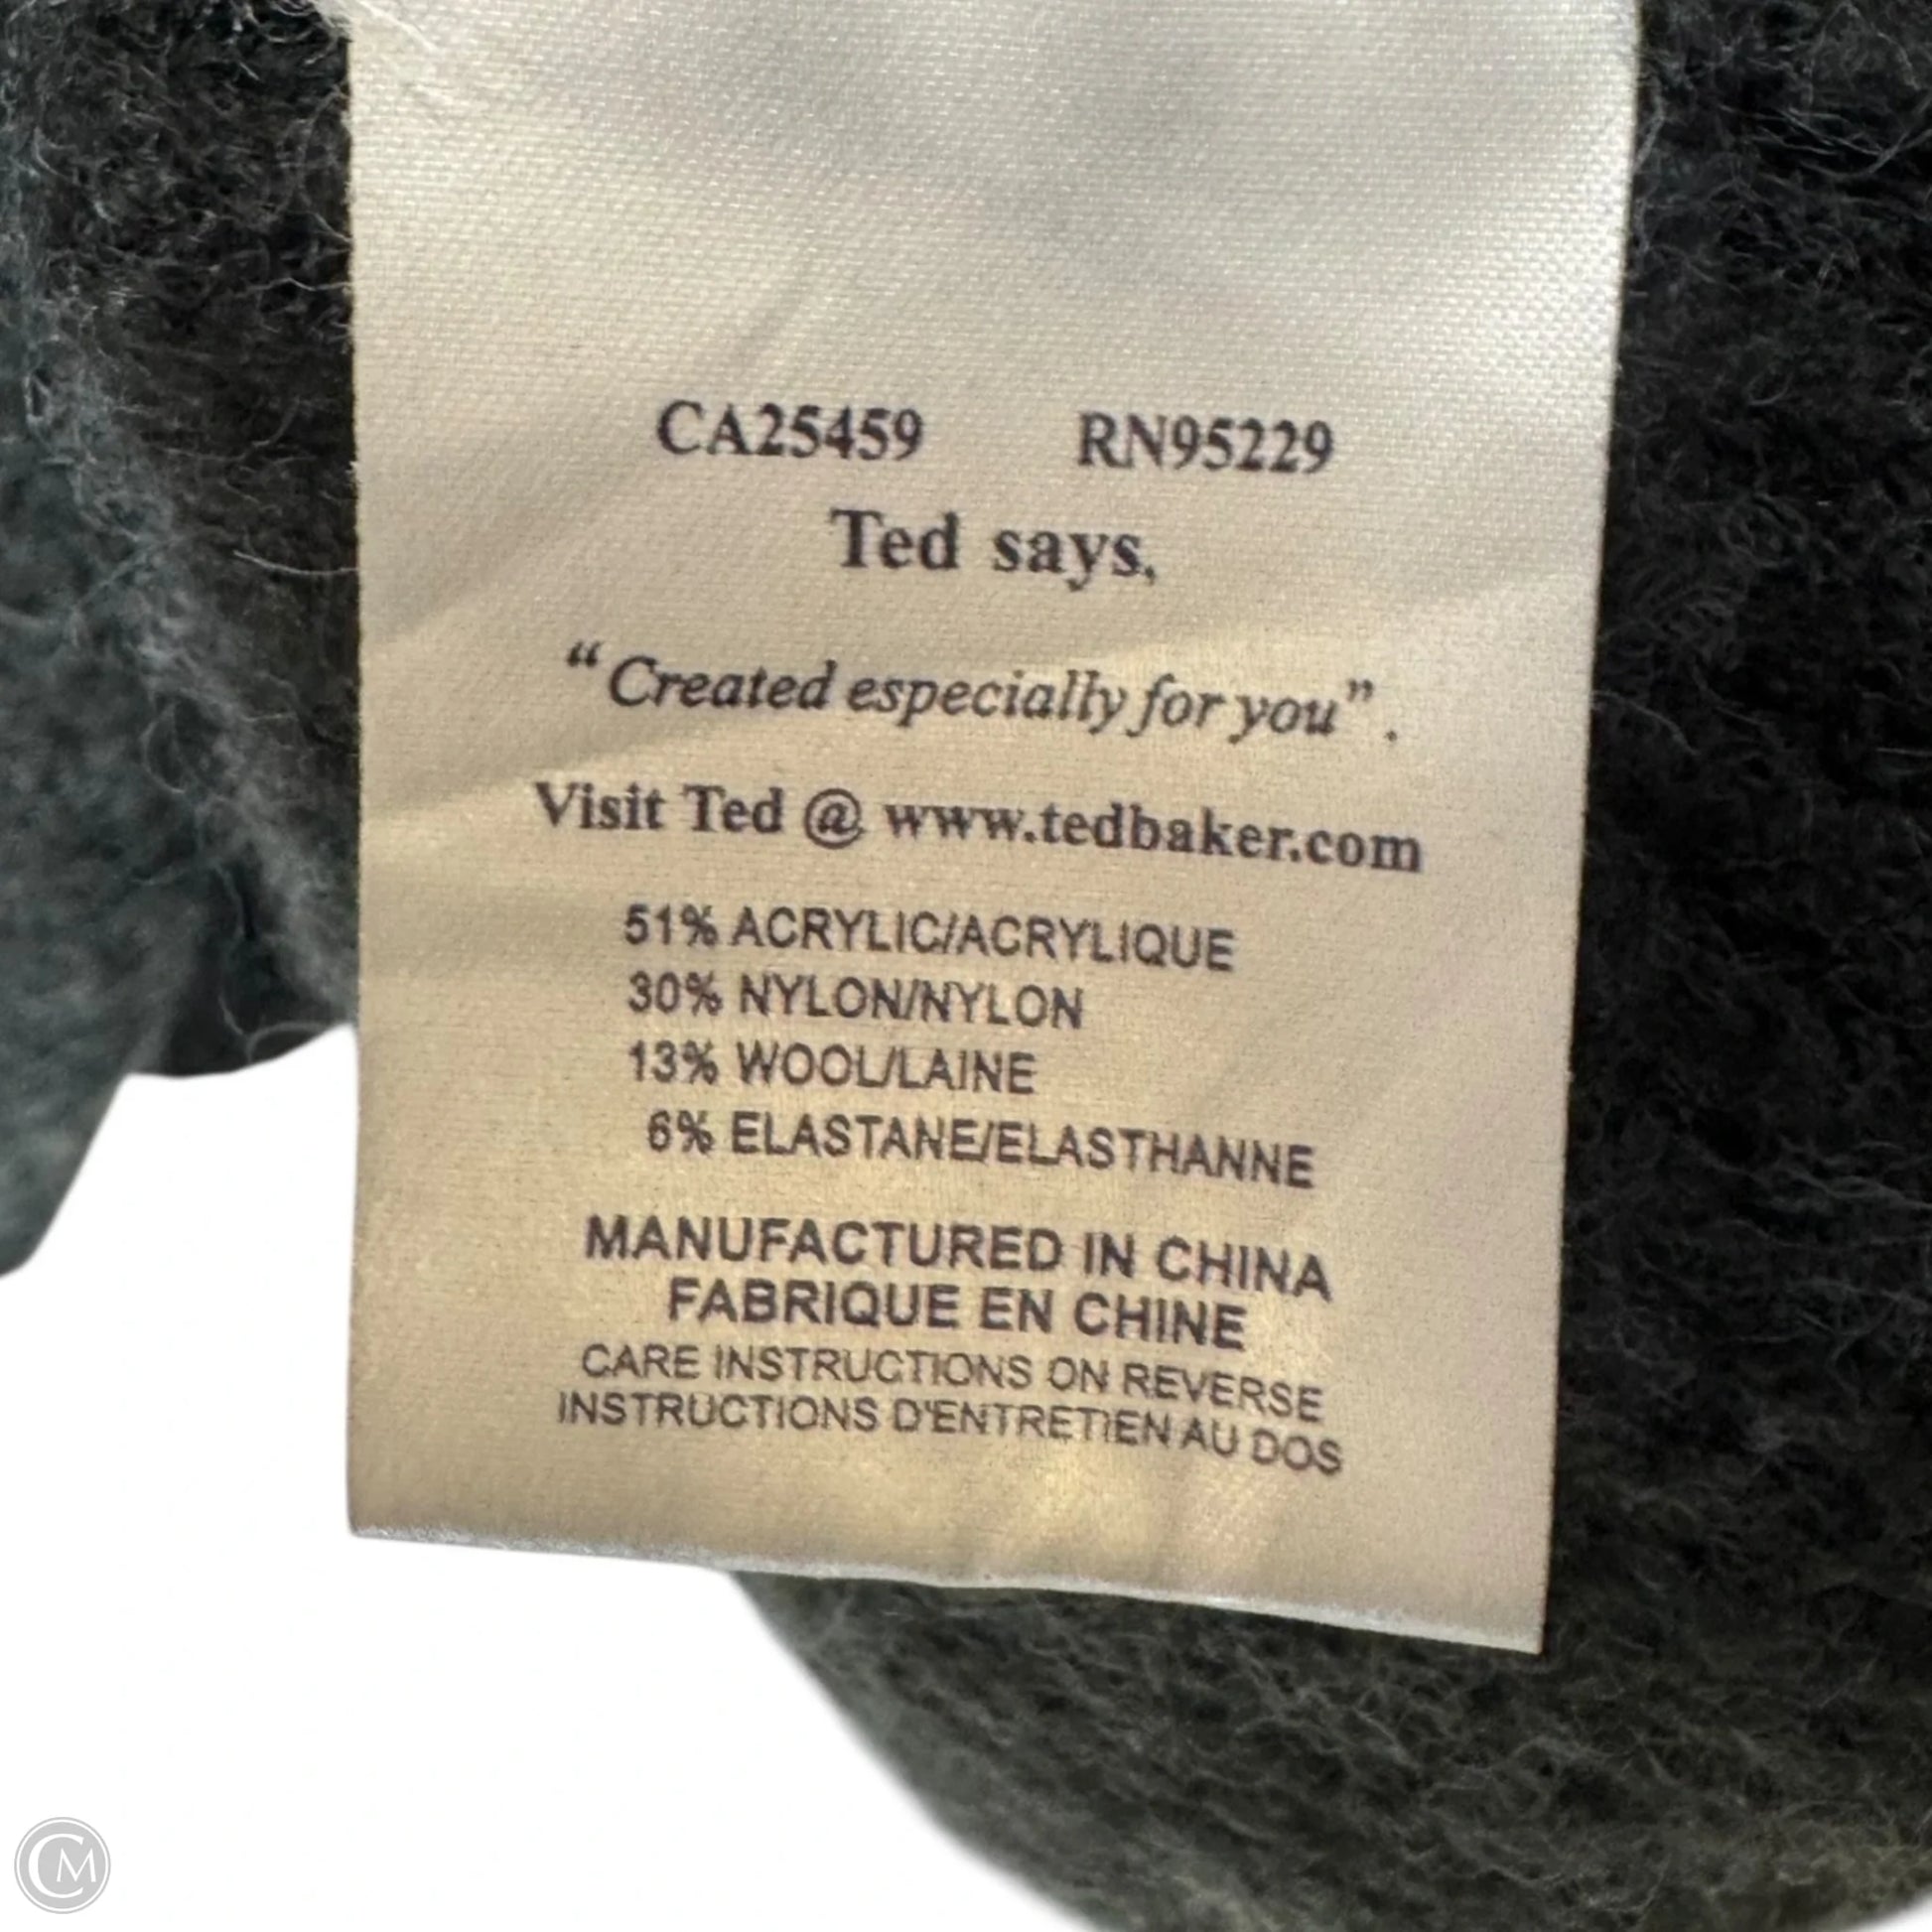 CA25459 RN95229
Ted says,
“Created especially for you”.
Visit Ted @ www.tedbaker.com
51% ACRYLIC/ACRYLIQUE
30% NYLON/NYLON
13% WOOL/LAINE
6% ELASTANE/ELASTHANNE
MANUFACTURED IN CHINA
FABRIQUE EN CHINE
CARE INSTRUCTIONS ON REVERSE
INSTRUCTIONS D'ENTRETIEN AU DOS
CM